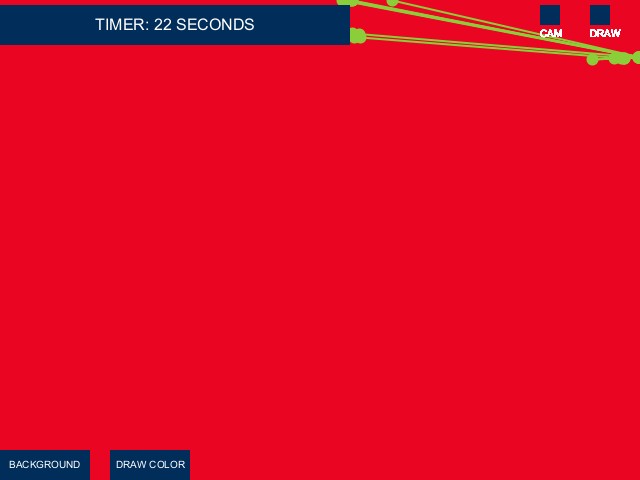 TIMER: 22 SECONDS
CAM
DRAW
BACKGROUND
DRAW COLOR